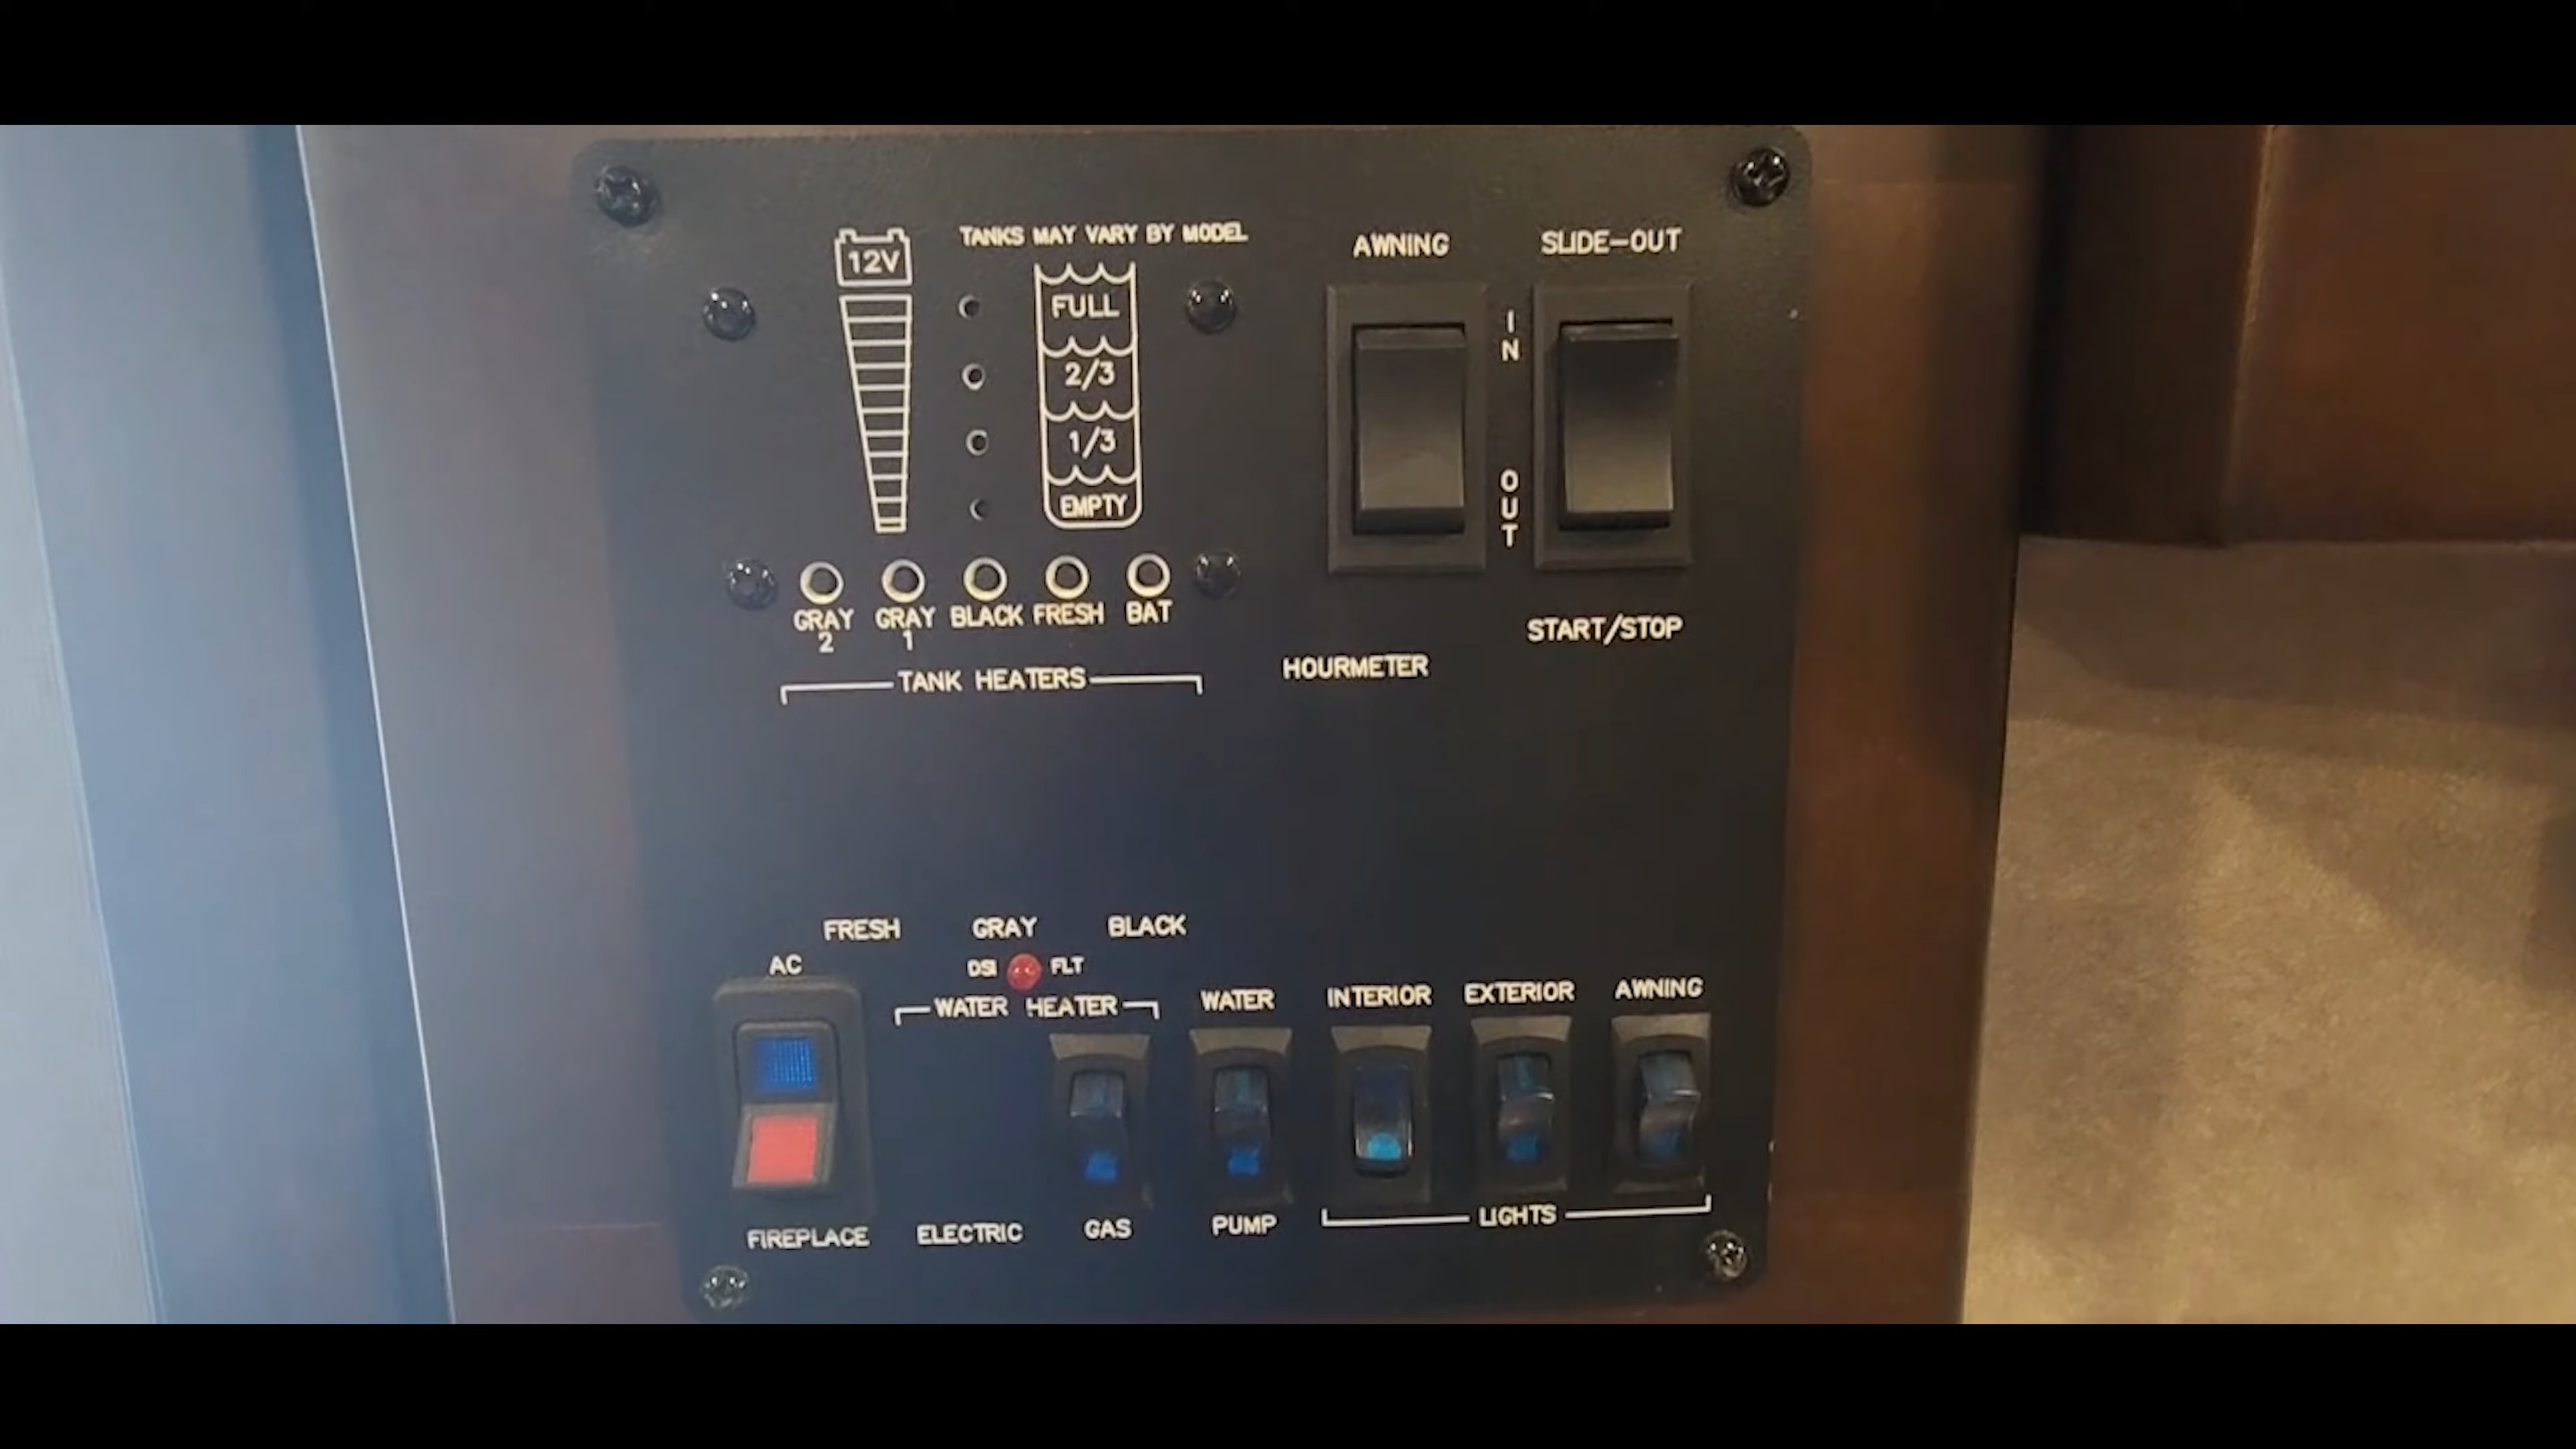 12V
TANKS MAY VARY BY MODEL
FULL
2/3
1/3
EMPTY
AWNING
SLIDE-OUT
IN
OUT
GRAY 2
GRAY 1
BLACK
FRESH
BAT
TANK HEATERS
HOURMETER
START/STOP
FRESH
GRAY
BLACK
AC
DSI
FLT
WATER HEATER
WATER
INTERIOR
EXTERIOR
AWNING
FIREPLACE
ELECTRIC
GAS
PUMP
LIGHTS